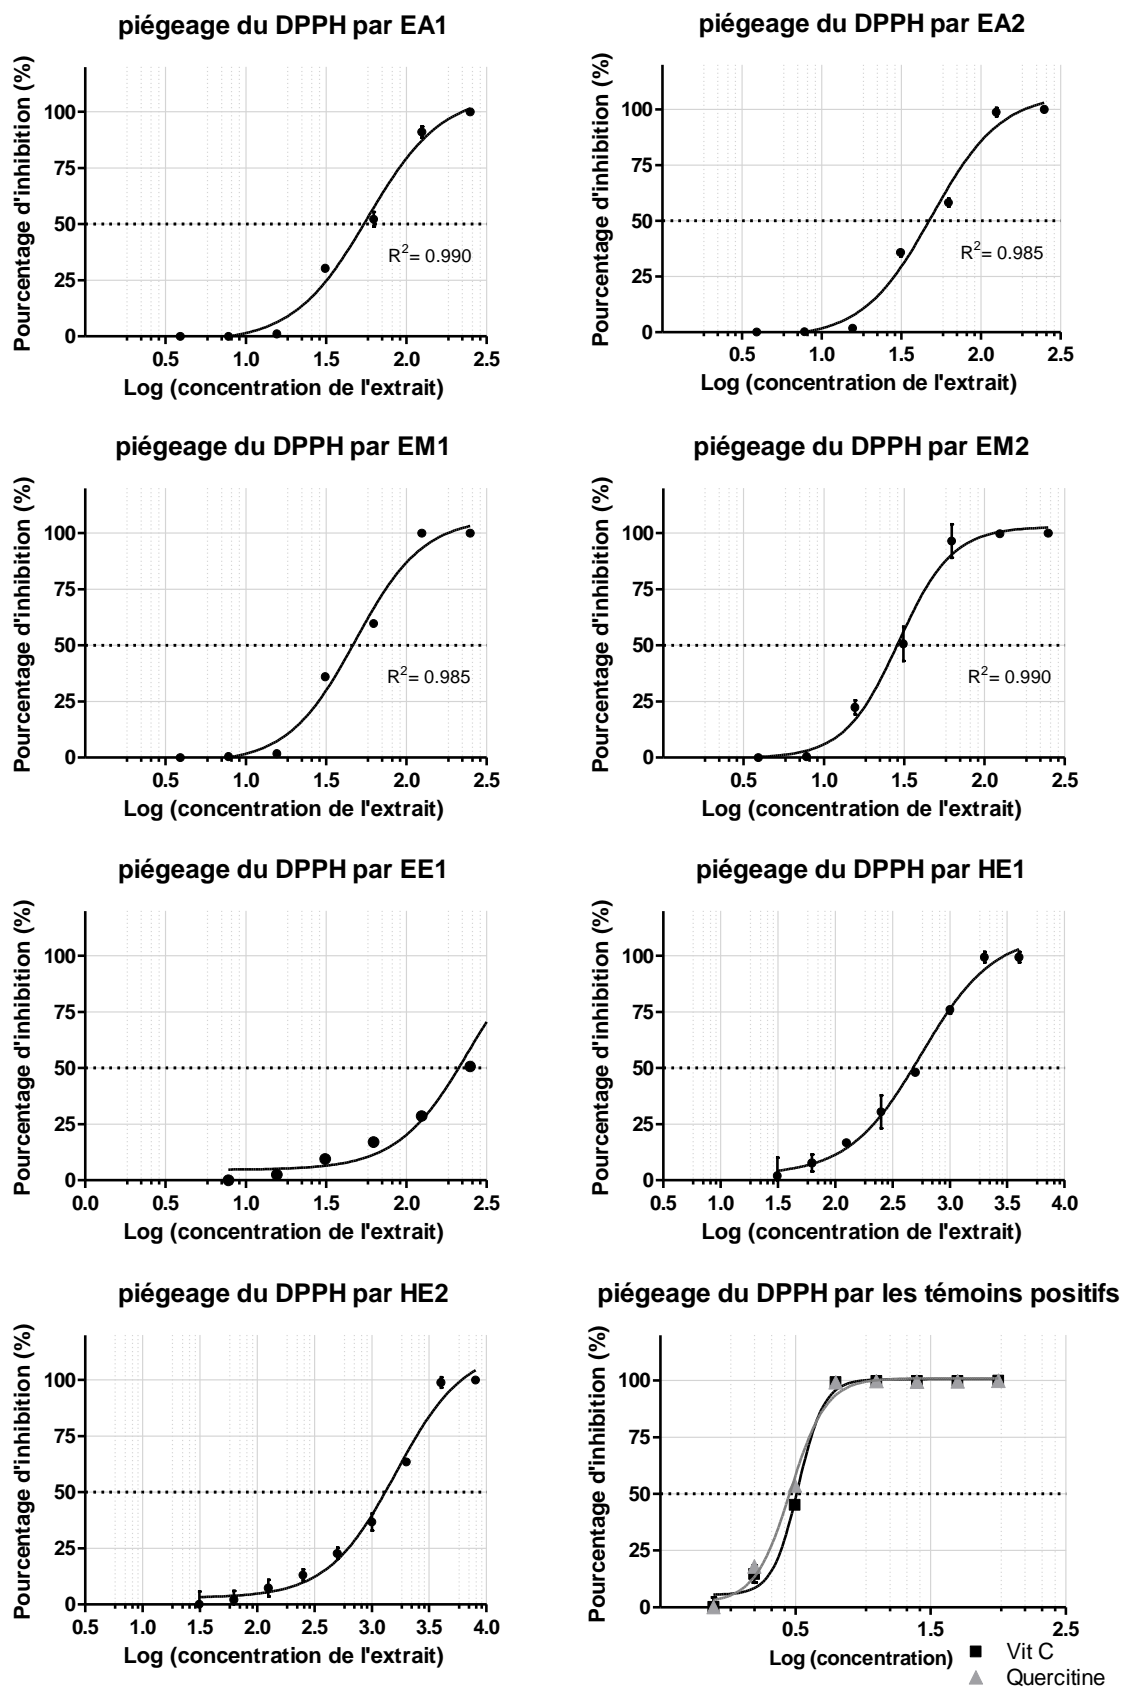 piégeage du DPPH par EA1
Pourcentage d'inhibition (%)
100
75
50
25
0
R2= 0.990
0.5 1.0 1.5 2.0 2.5
Log (concentration de l'extrait)
piégeage du DPPH par EA2
Pourcentage d'inhibition (%)
100
75
50
25
0
R2= 0.985
0.5 1.0 1.5 2.0 2.5
Log (concentration de l'extrait)
piégeage du DPPH par EM1
Pourcentage d'inhibition (%)
100
75
50
25
0
R2= 0.985
0.5 1.0 1.5 2.0 2.5
Log (concentration de l'extrait)
piégeage du DPPH par EM2
Pourcentage d'inhibition (%)
100
75
50
25
0
R2= 0.990
0.5 1.0 1.5 2.0 2.5
Log (concentration de l'extrait)
piégeage du DPPH par EE1
Pourcentage d'inhibition (%)
100
75
50
25
0
0.0 0.5 1.0 1.5 2.0 2.5
Log (concentration de l'extrait)
piégeage du DPPH par HE1
Pourcentage d'inhibition (%)
100
75
50
25
0
0.5 1.0 1.5 2.0 2.5 3.0 3.5 4.0
Log (concentration de l'extrait)
piégeage du DPPH par HE2
Pourcentage d'inhibition (%)
100
75
50
25
0
0.5 1.0 1.5 2.0 2.5 3.0 3.5 4.0
Log (concentration de l'extrait)
piégeage du DPPH par les témoins positifs
Pourcentage d'inhibition (%)
100
75
50
25
0
0.5 1.5 2.5
Log (concentration)
Vit C
Quercitine